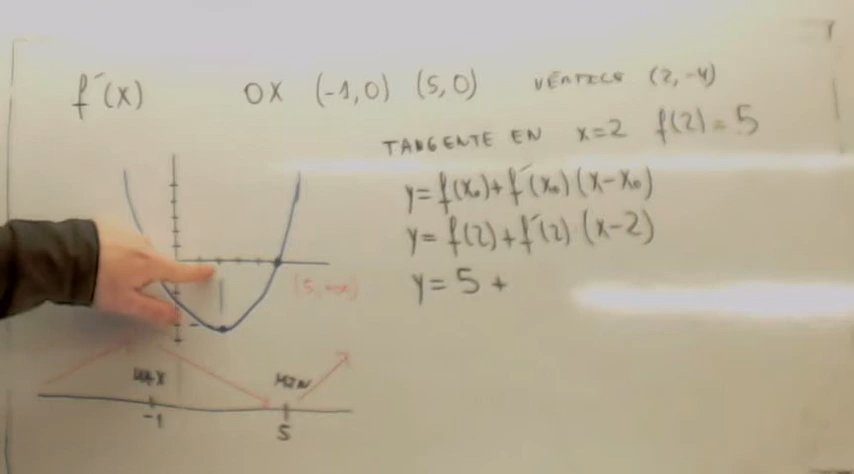 f´(x) OX (-1,0) (5,0) VÉRTICE (2,-4)
TANGENTE EN x=2 f(2)=5
y=f(x₀)+f´(x₀)(x-x₀)
y=f(2)+f´(2)(x-2)
y=5+
(5,+∞)
MAX MIN
-1 5